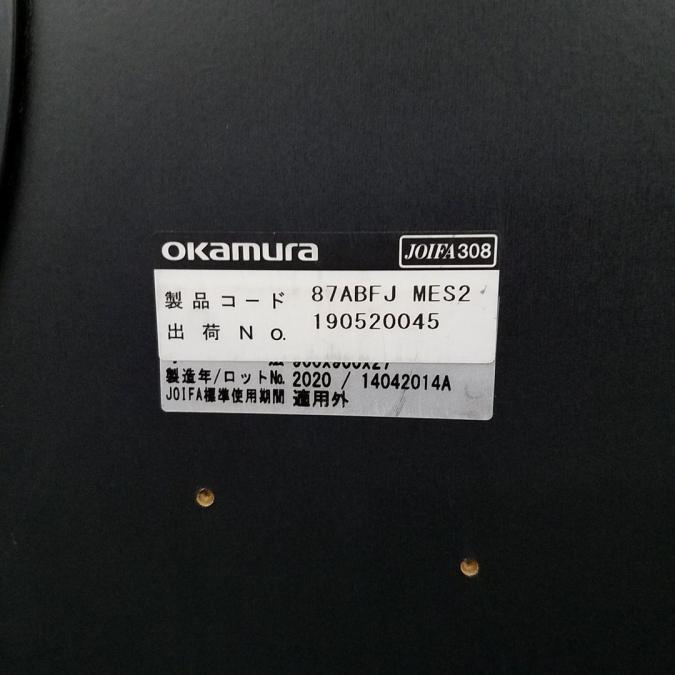 okamura
JOIFA308
製品コード 87ABFJ MES2
出荷No. 190520045
製造年/ロットNo. 2020 / 14042014A
JOIFA標準使用期間 適用外